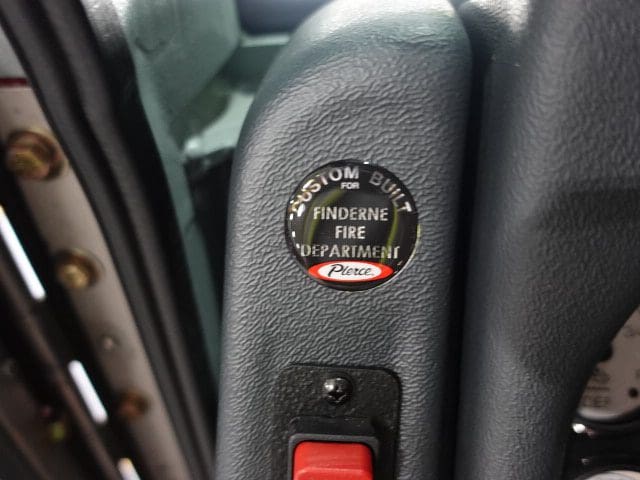 CUSTOM BUILT
FOR
FINDERNE
FIRE
DEPARTMENT
Pierce